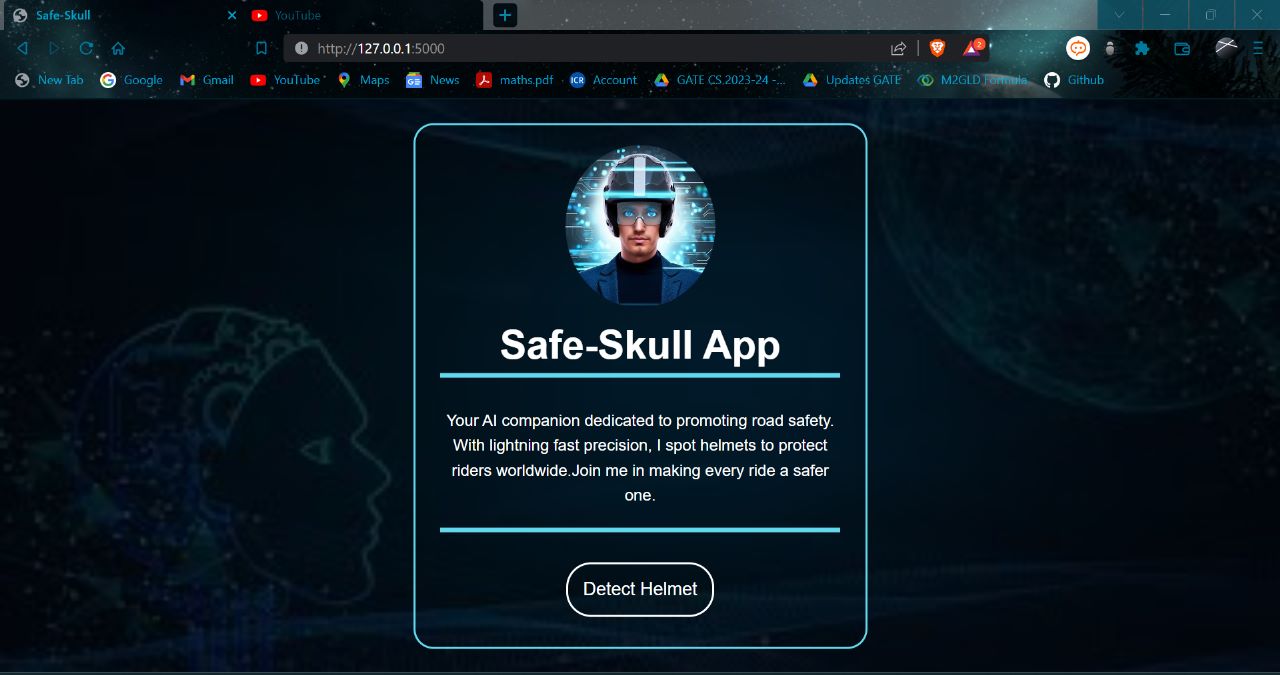 Safe-Skull
YouTube
http://127.0.0.1:5000
2
New Tab
Google
Gmail
YouTube
Maps
News
maths.pdf
ICR
Account
GATE CS 2023-24 -...
Updates GATE
M2GLD Formula
Github
Safe-Skull App
Your AI companion dedicated to promoting road safety.
With lightning fast precision, I spot helmets to protect
riders worldwide.Join me in making every ride a safer
one.
Detect Helmet